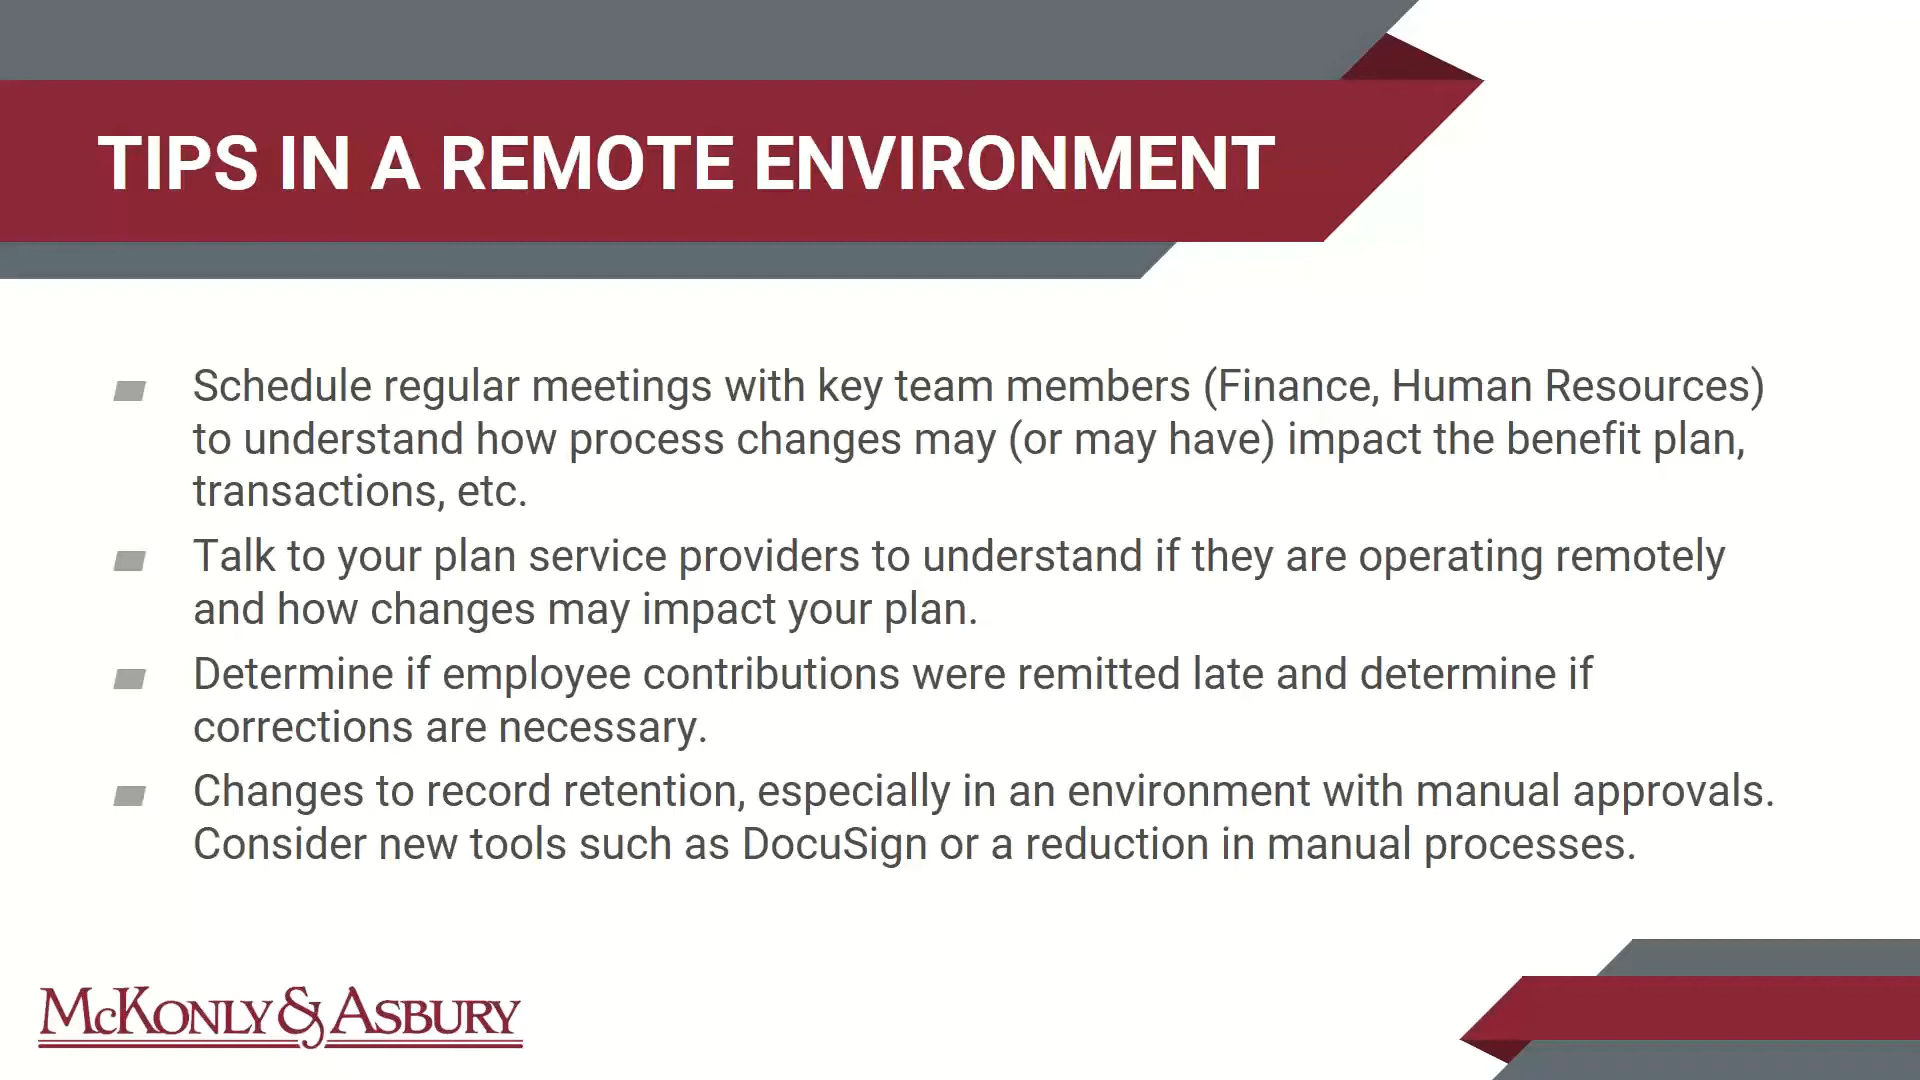 TIPS IN A REMOTE ENVIRONMENT
Schedule regular meetings with key team members (Finance, Human Resources)
to understand how process changes may (or may have) impact the benefit plan,
transactions, etc.
Talk to your plan service providers to understand if they are operating remotely
and how changes may impact your plan.
Determine if employee contributions were remitted late and determine if
corrections are necessary.
Changes to record retention, especially in an environment with manual approvals.
Consider new tools such as DocuSign or a reduction in manual processes.
McKonly & Asbury